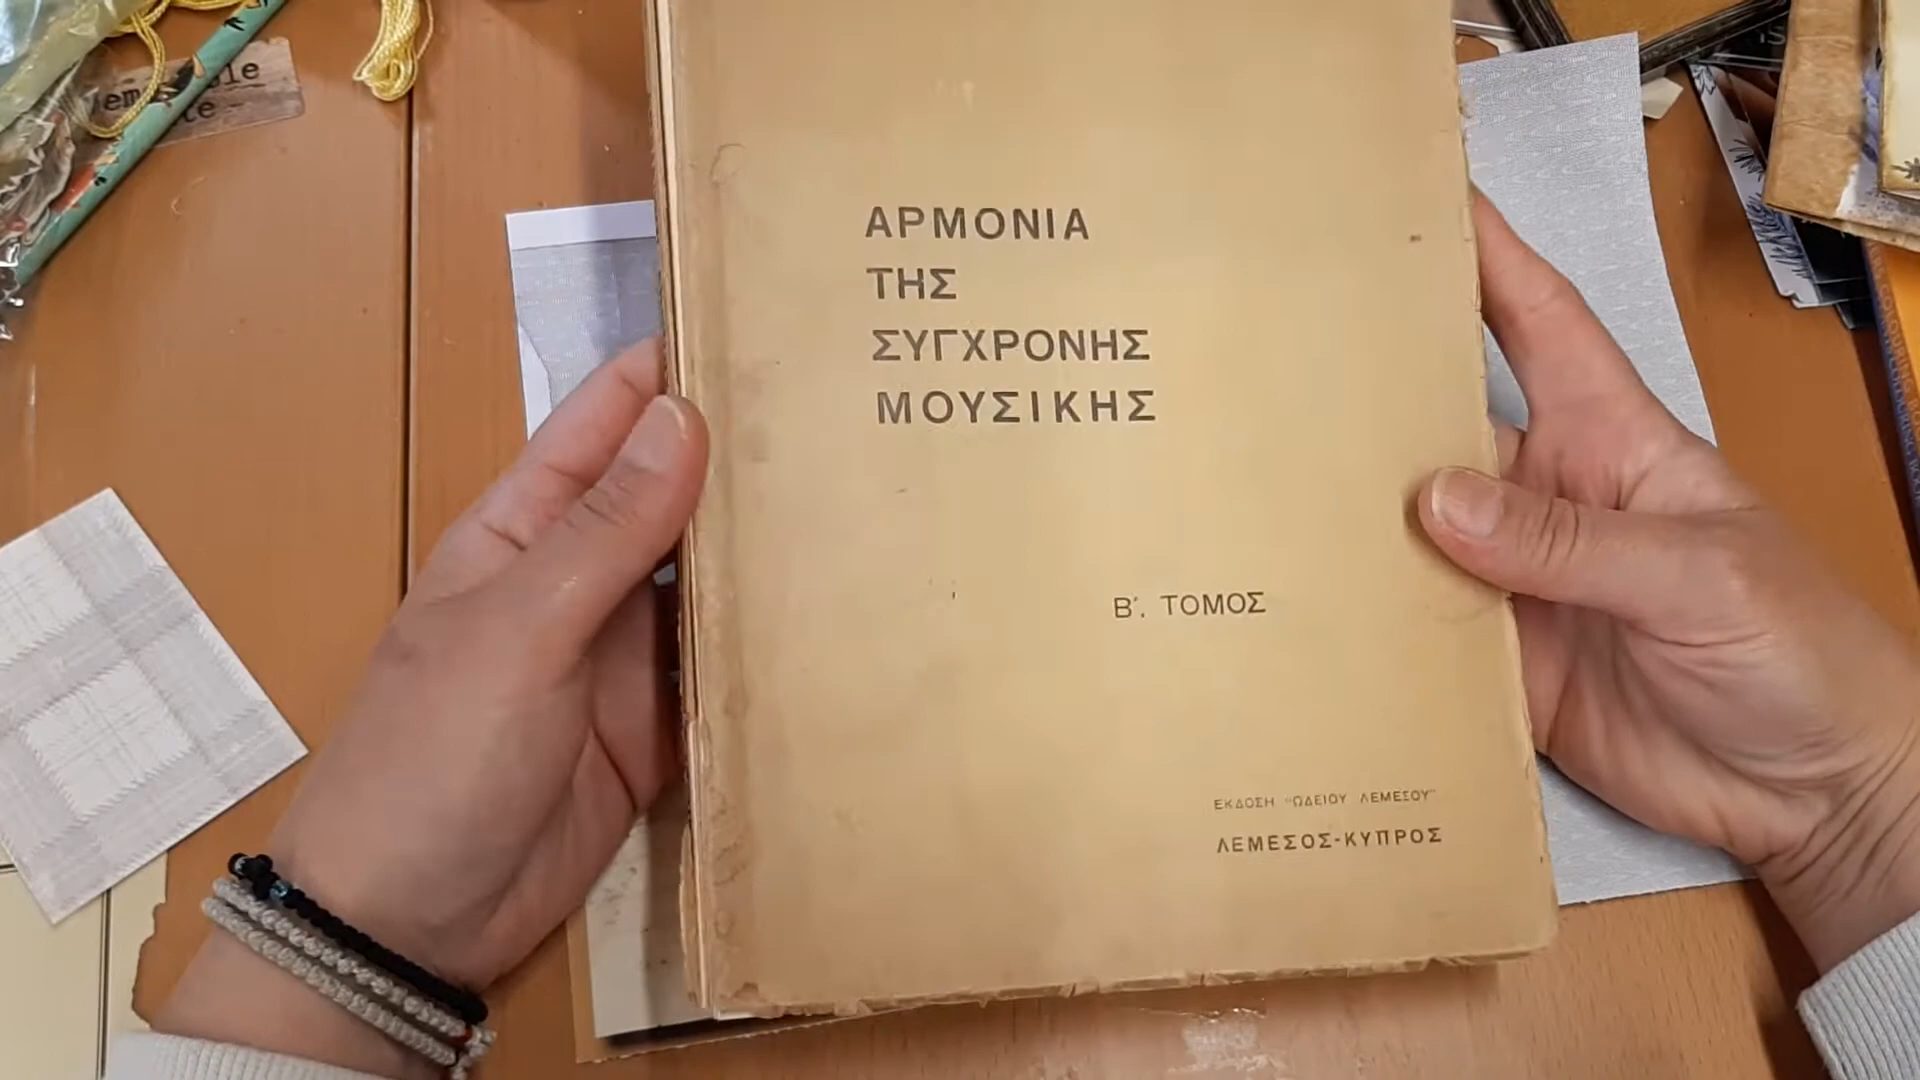 ΑΡΜΟΝΙΑ
ΤΗΣ
ΣΥΓΧΡΟΝΗΣ
ΜΟΥΣΙΚΗΣ
Β΄. ΤΟΜΟΣ
ΕΚΔΟΣΗ "ΩΔΕΙΟΥ ΛΕΜΕΣΟΥ"
ΛΕΜΕΣΟΣ-ΚΥΠΡΟΣ